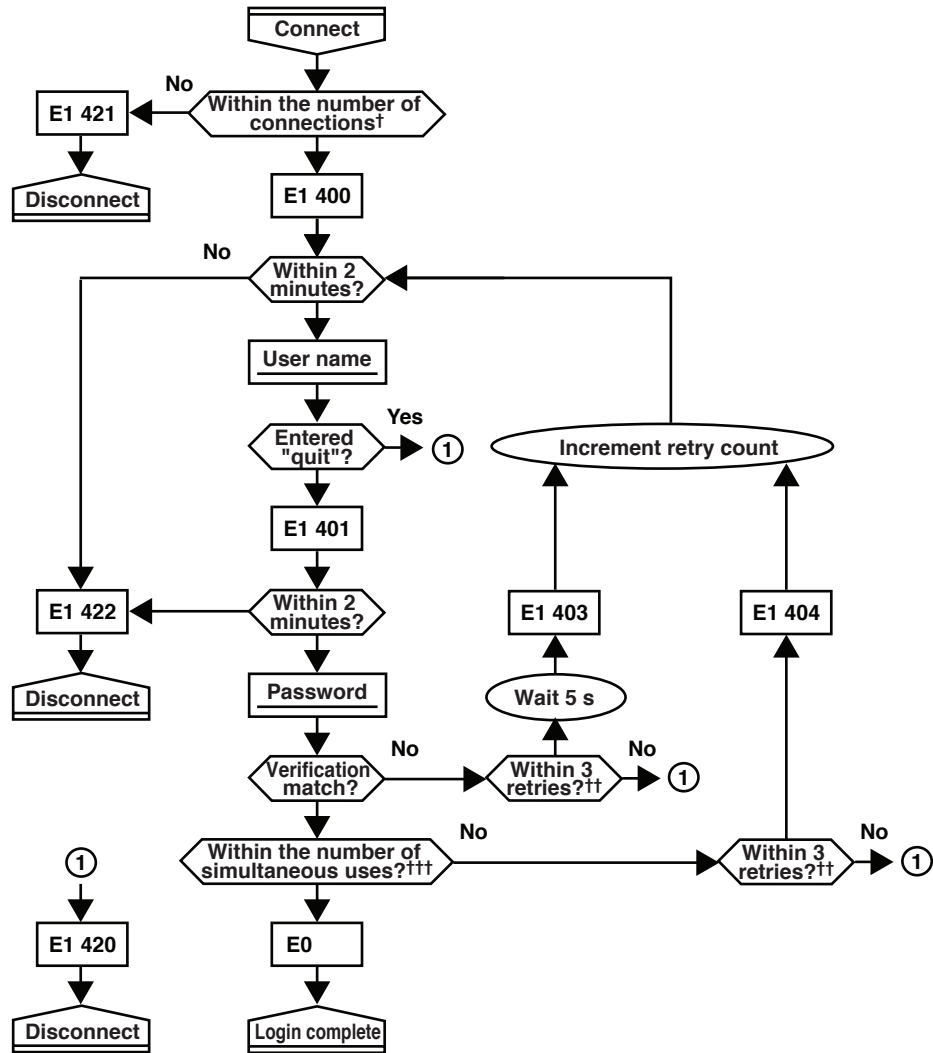 Connect
No
Within the number of
connections†
E1 421
Disconnect
E1 400
No
Within 2
minutes?
User name
Yes
Entered
"quit"?
1
Increment retry count
E1 401
E1 422
Within 2
minutes?
E1 403
E1 404
Disconnect
Password
Wait 5 s
No
No
Verification
match?
Within 3
retries?††
1
No
No
Within the number of
simultaneous uses?†††
Within 3
retries?††
1
1
E1 420
E0
Disconnect
Login complete